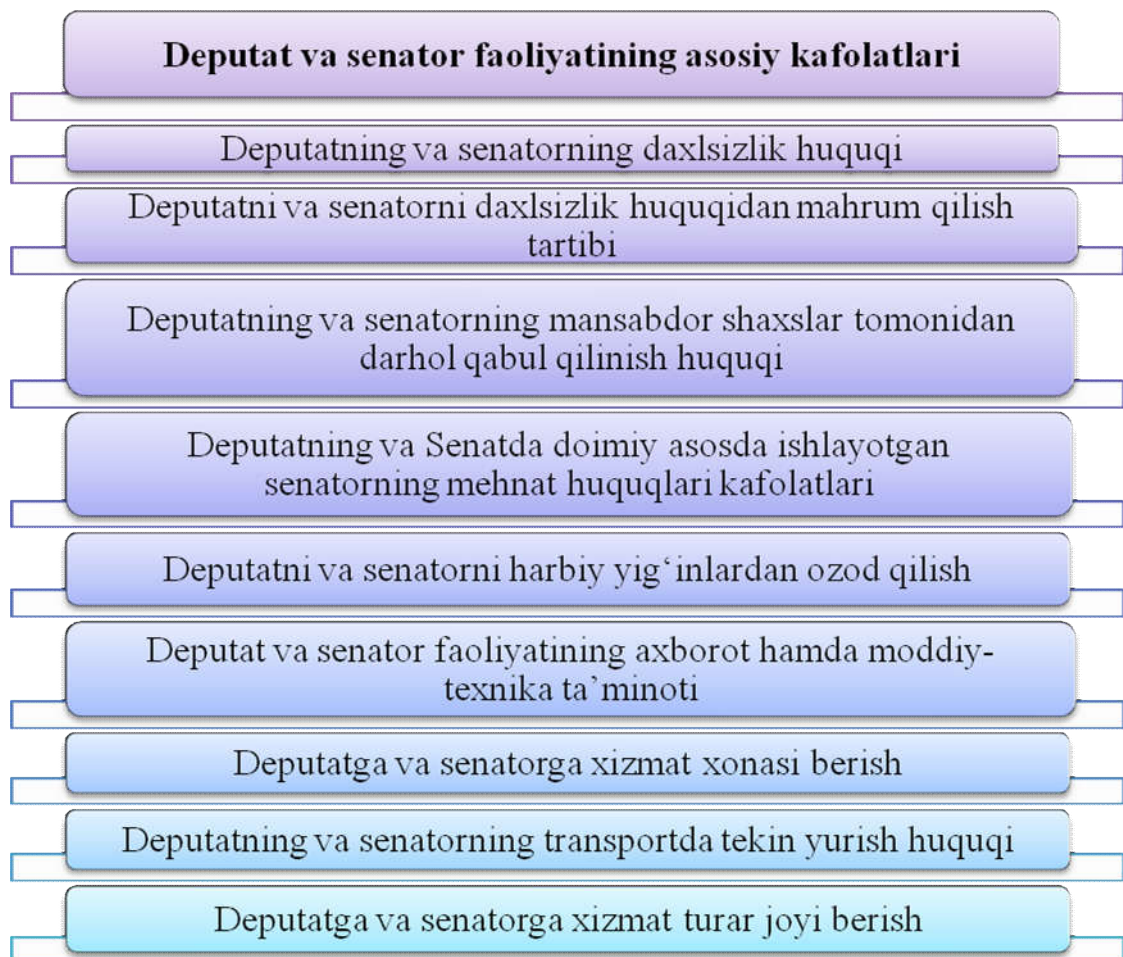 Deputat va senator faoliyatining asosiy kafolatlari
Deputatning va senatorning daxlsizlik huquqi
Deputatni va senatorni daxlsizlik huquqidan mahrum qilish
tartibi
Deputatning va senatorning mansabdor shaxslar tomonidan
darhol qabul qilinish huquqi
Deputatning va Senatda doimiy asosda ishlayotgan
senatorning mehnat huquqlari kafolatlari
Deputatni va senatorni harbiy yig‘inlardan ozod qilish
Deputat va senator faoliyatining axborot hamda moddiy-
texnika ta’minoti
Deputatga va senatorga xizmat xonasi berish
Deputatning va senatorning transportda tekin yurish huquqi
Deputatga va senatorga xizmat turar joyi berish